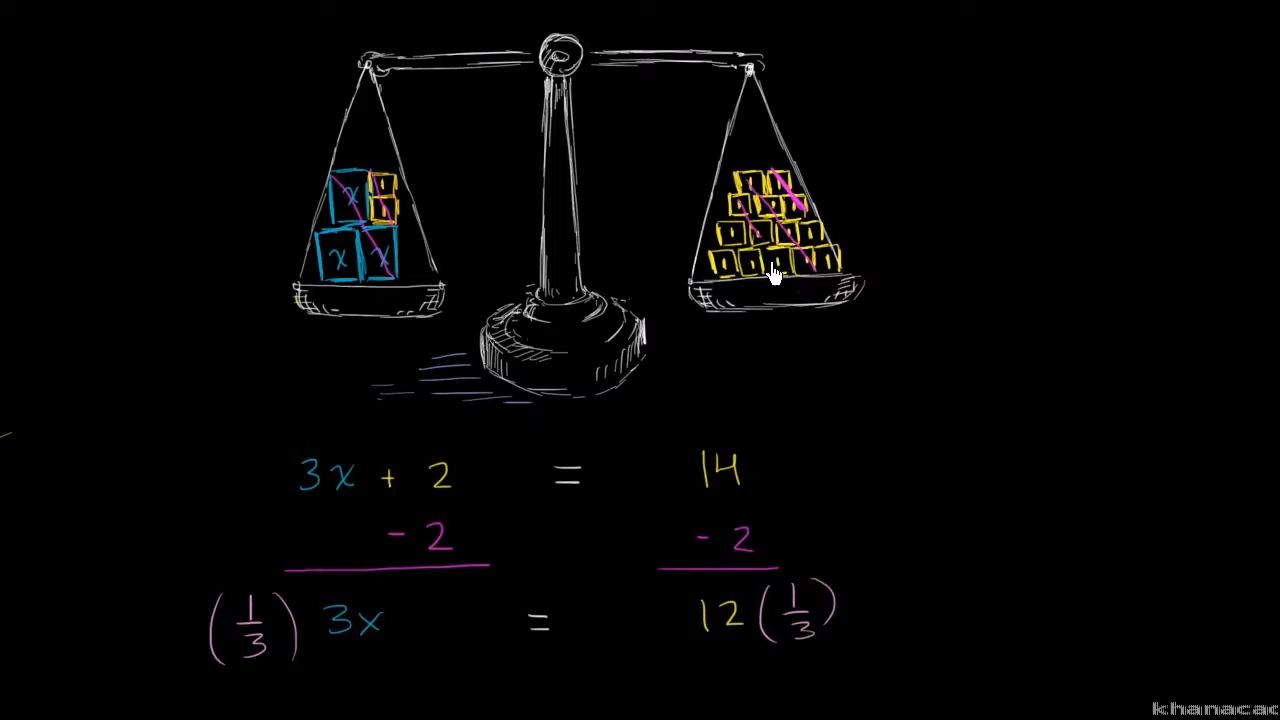 x 1 1 1
x x 1
1 1 1
1 1 1 1
1 1 1 1 1
3x + 2 = 14
- 2 - 2
(1/3) 3x = 12 (1/3)
khanacac